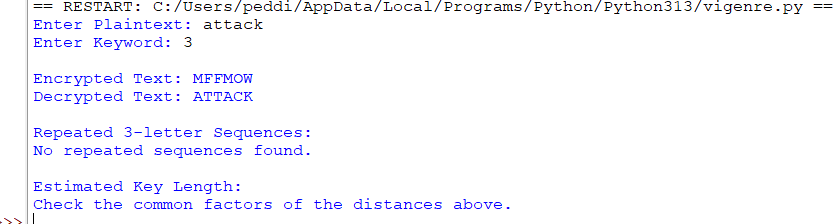 == RESTART: C:/Users/peddi/AppData/Local/Programs/Python/Python313/vigenre.py ==
Enter Plaintext: attack
Enter Keyword: 3
Encrypted Text: MFFMOW
Decrypted Text: ATTACK
Repeated 3-letter Sequences:
No repeated sequences found.
Estimated Key Length:
Check the common factors of the distances above.
>>>